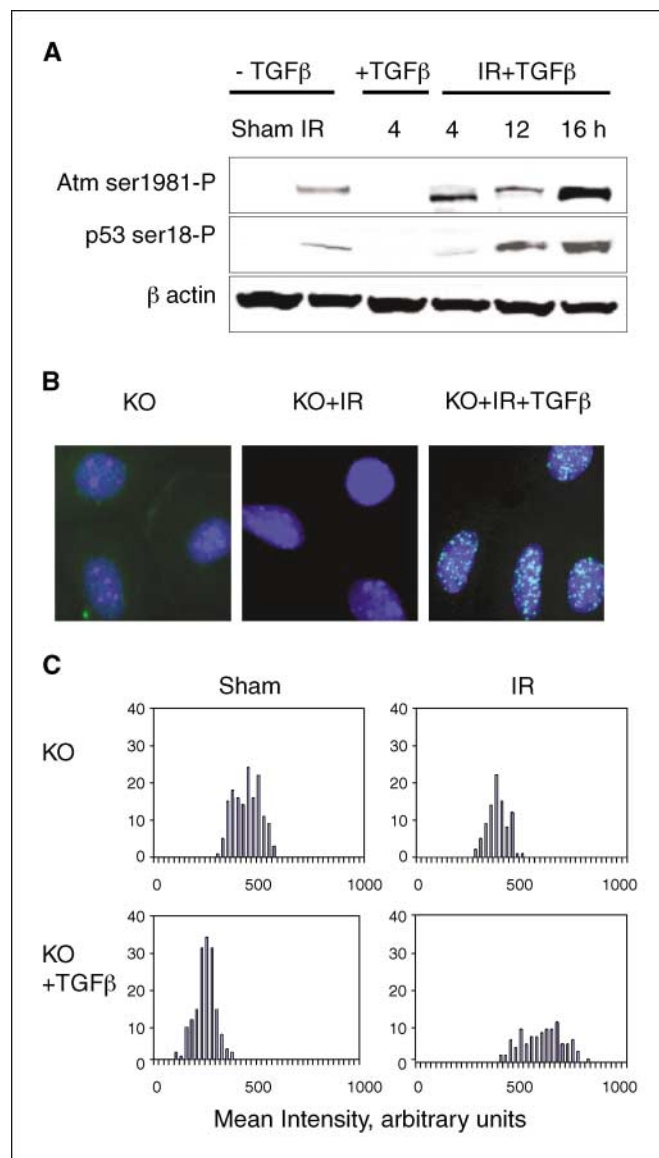 A
- TGFβ +TGFβ IR+TGFβ
Sham IR 4 4 12 16 h
Atm ser1981-P
p53 ser18-P
β actin
B
KO KO+IR KO+IR+TGFβ
C
Sham IR
KO
40
30
20
10
0
0 500 1000
40
30
20
10
0
0 500 1000
KO
+TGFβ
40
30
20
10
0
0 500 1000
40
30
20
10
0
0 500 1000
Mean Intensity, arbitrary units